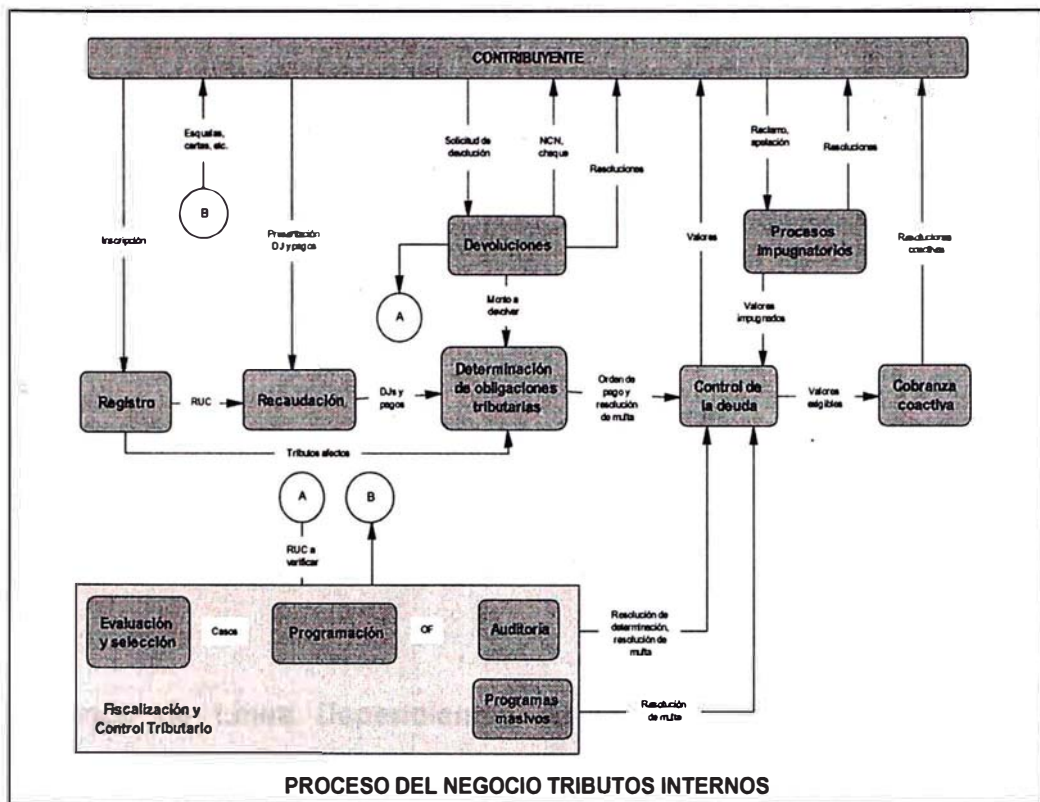 CONTRIBUYENTE
Esquelas,
cartas, etc.
Solicitud de
devolución
NCN,
cheque
Resoluciones
Reclamo,
apelación
Resoluciones
B
Inscripción
Presentación
DJ y pagos
Devoluciones
Valores
Procesos
impugnatorios
Resoluciones
coactivas
A
Monto a
devolver
Valores
impugnados
Registro
RUC
Recaudación
DJs y
pagos
Determinación
de obligaciones
tributarias
Orden de
pago y
resolución
de multa
Control de
la deuda
Valores
exigibles
Cobranza
coactiva
Tributos afectos
A
B
RUC a
verificar
Evaluación
y selección
Casos
Programación
OF
Auditoría
Resolución de
determinación,
resolución de
multa
Programas
masivos
Resolución
de multa
Fiscalización y
Control Tributario
PROCESO DEL NEGOCIO TRIBUTOS INTERNOS